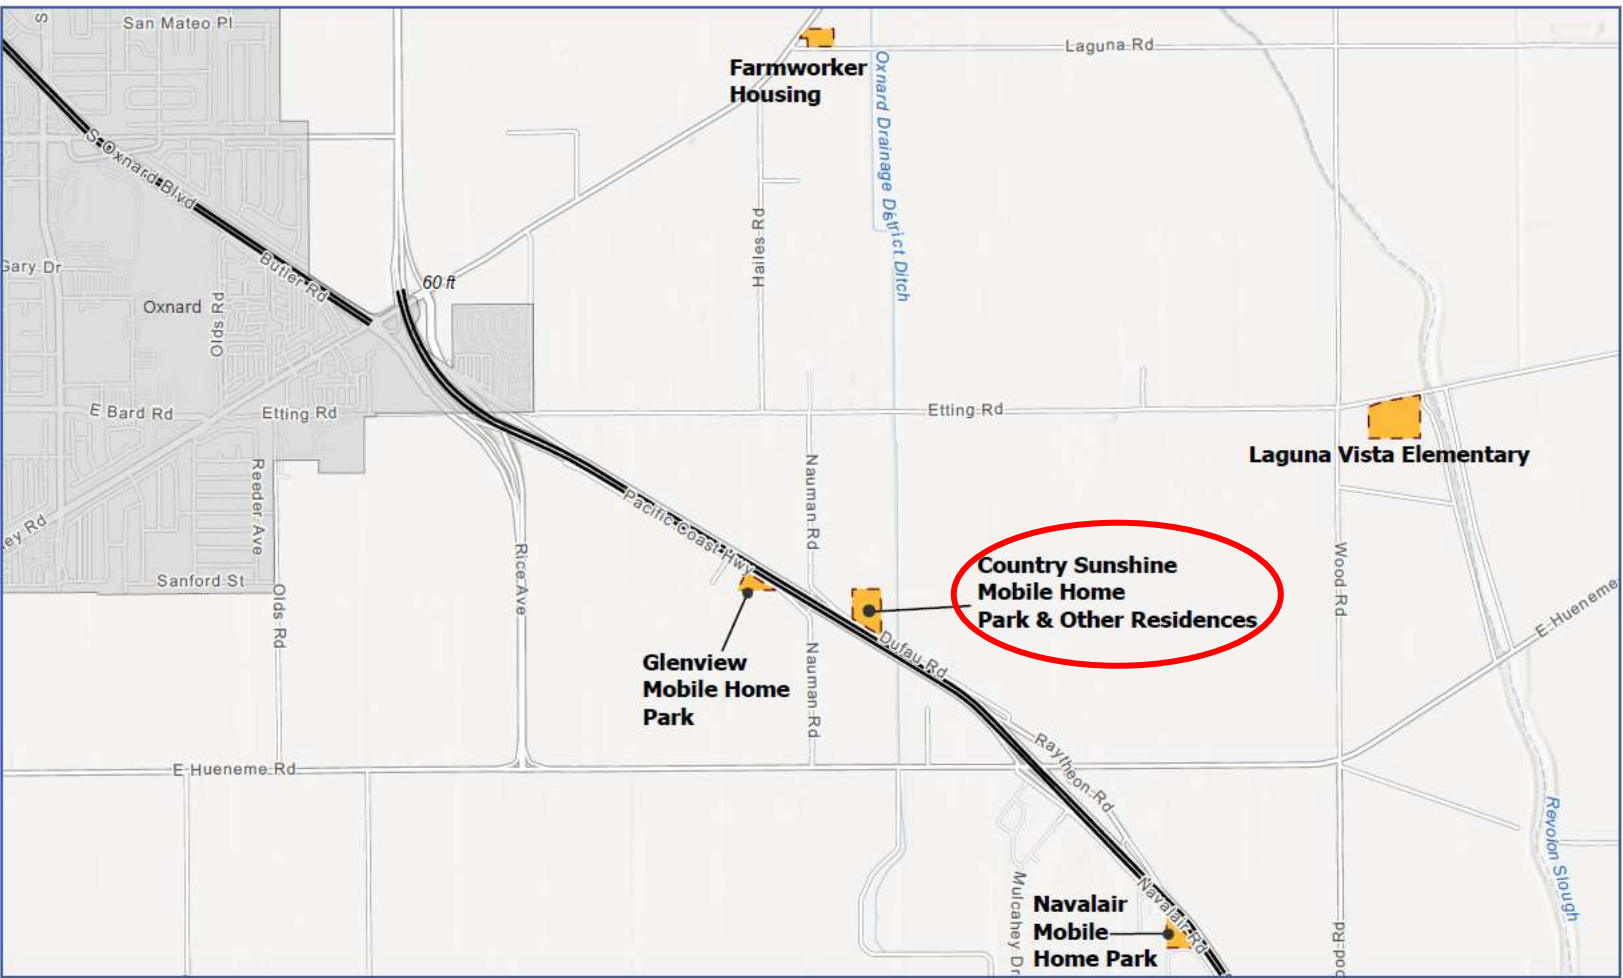 San Mateo Pl
Laguna Rd
Farmworker
Housing
Oxnard Drainage District Ditch
S Oxnard Blvd
Hailes Rd
Gary Dr
Butler Rd
60 ft
Oxnard
Olds Rd
E Bard Rd
Etting Rd
Etting Rd
Laguna Vista Elementary
Reeder Ave
Nauman Rd
Pacific Coast Hwy
Rice Ave
Wood Rd
Country Sunshine
Mobile Home
Park & Other Residences
Sanford St
Olds Rd
E Hueneme
Dufau Rd
Glenview
Mobile Home
Park
Nauman Rd
E Hueneme Rd
Raytheon Rd
Revolon Slough
Mulcahey Dr
Navalair Rd
Navalair
Mobile
Home Park
ood Rd
ey Rd
S